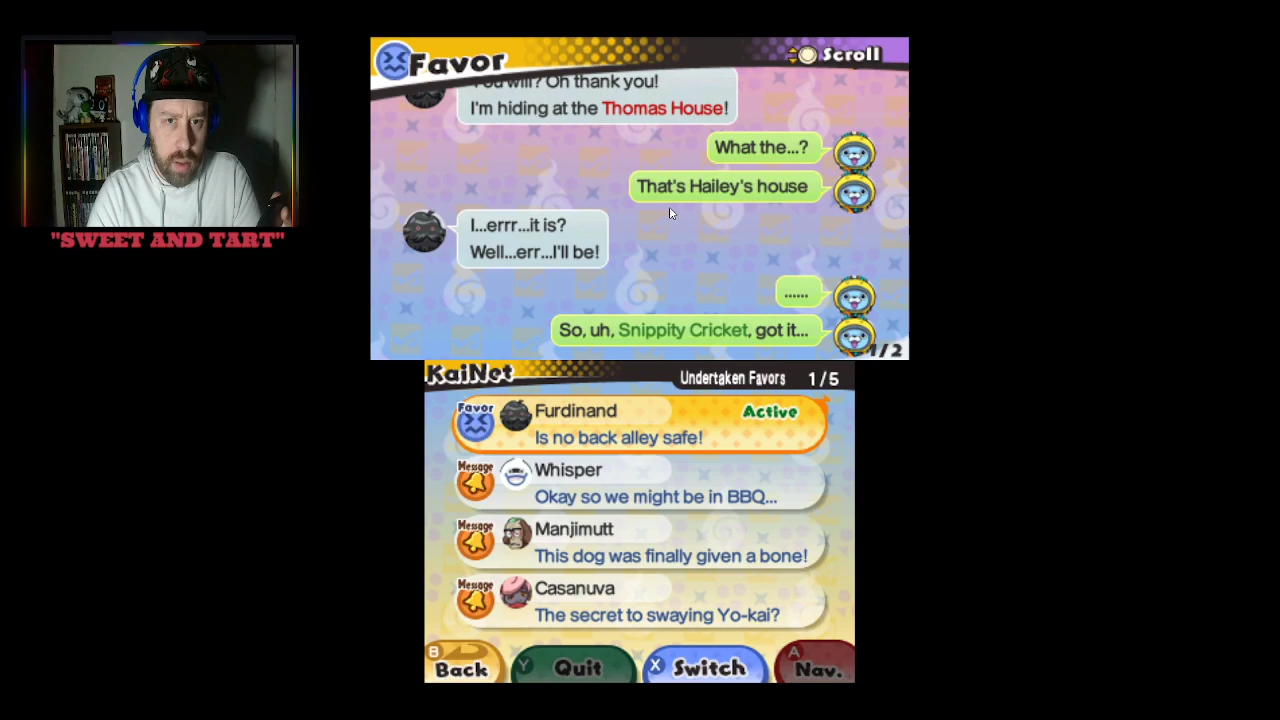 Favor
Scroll
You will? Oh thank you!
I'm hiding at the Thomas House!
What the...?
That's Hailey's house
I...errr...it is?
Well...err...I'll be!
......
So, uh, Snippity Cricket, got it...
1/2
"SWEET AND TART"
KaiNet
Undertaken Favors 1/5
Favor
Furdinand
Active
Is no back alley safe!
Message
Whisper
Okay so we might be in BBQ...
Message
Manjimutt
This dog was finally given a bone!
Message
Casanuva
The secret to swaying Yo-kai?
B Back
Y Quit
X Switch
A Nav.